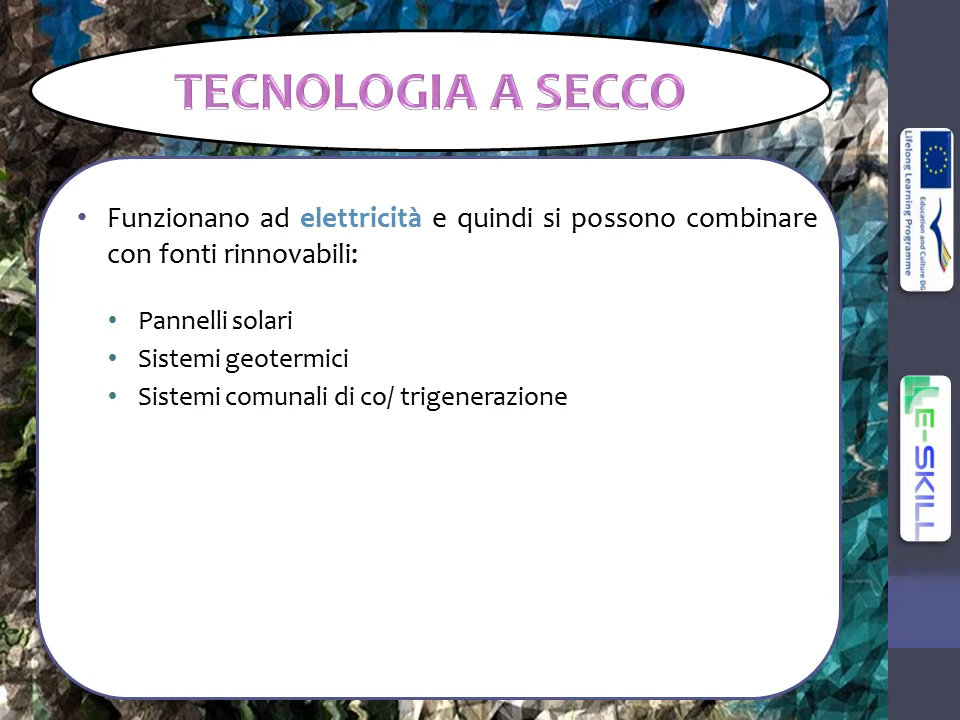 TECNOLOGIA A SECCO
• Funzionano ad elettricità e quindi si possono combinare
con fonti rinnovabili:
• Pannelli solari
• Sistemi geotermici
• Sistemi comunali di co/ trigenerazione
Education and Culture DG
Lifelong Learning Programme
E-SKILL